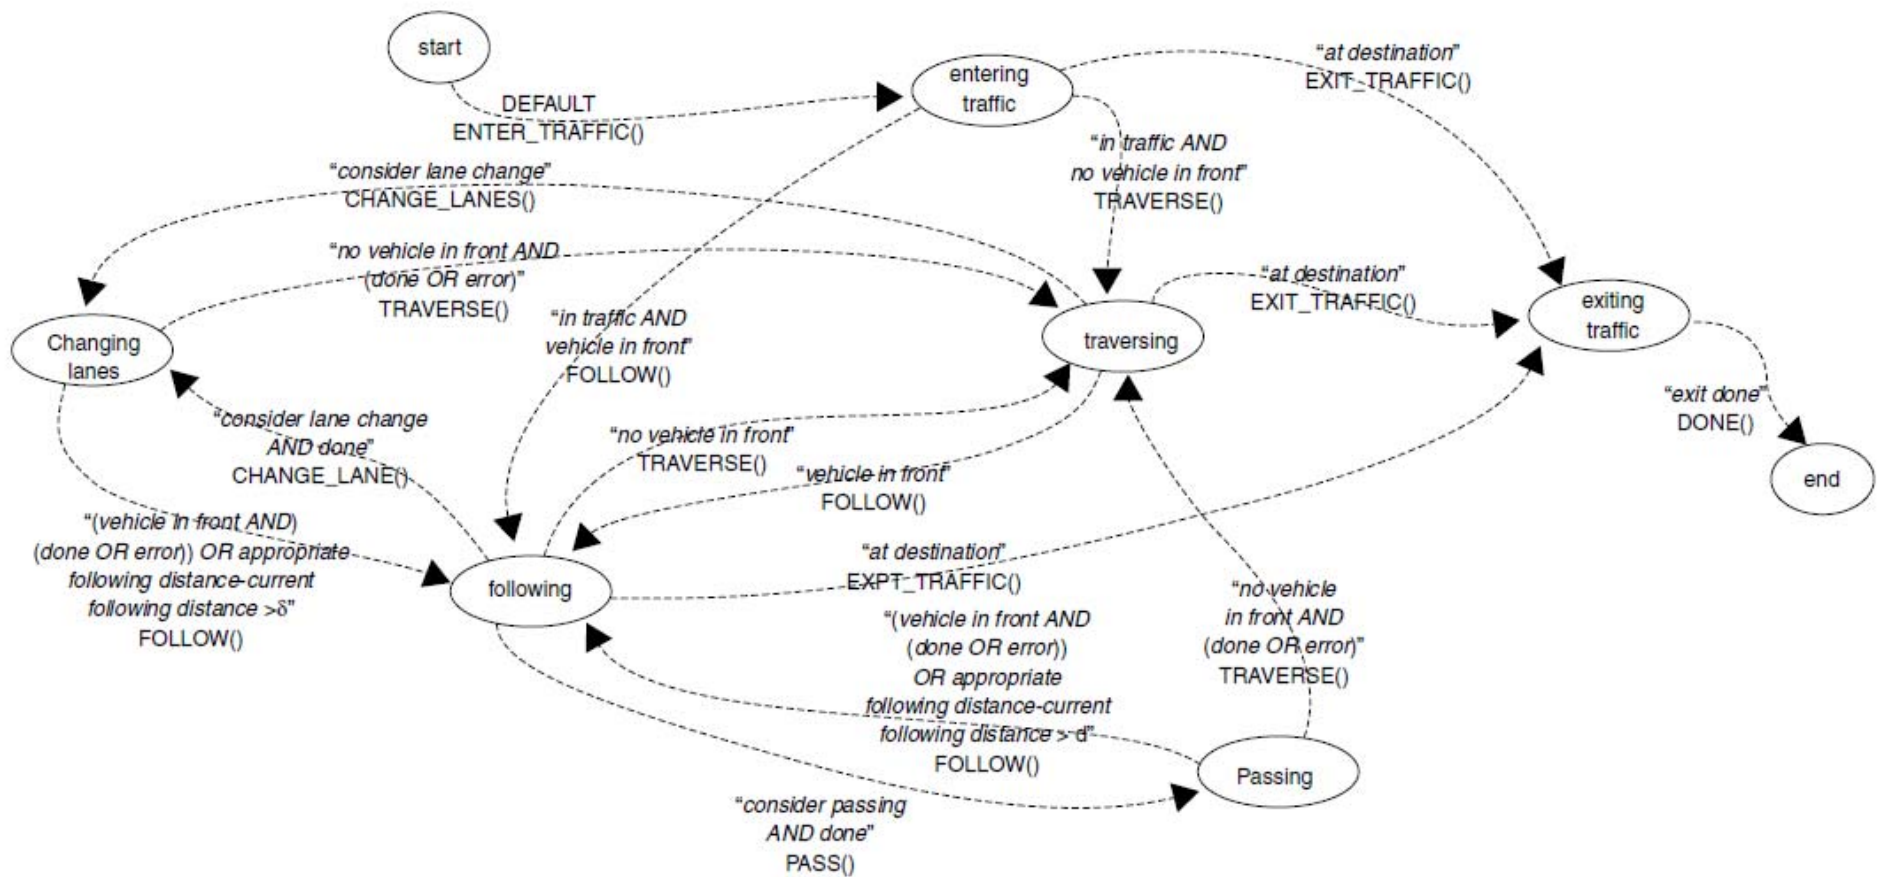 start
entering
traffic
"at destination"
EXIT_TRAFFIC()
DEFAULT
ENTER_TRAFFIC()
"in traffic AND
no vehicle in front"
TRAVERSE()
"consider lane change"
CHANGE_LANES()
"no vehicle in front AND
(done OR error)"
TRAVERSE()
"at destination"
EXIT_TRAFFIC()
exiting
traffic
"in traffic AND
vehicle in front"
FOLLOW()
Changing
lanes
traversing
"exit done"
DONE()
"consider lane change
AND done"
CHANGE_LANE()
"no vehicle in front"
TRAVERSE()
"vehicle in front"
FOLLOW()
end
"(vehicle in front AND)
(done OR error)) OR appropriate
following distance-current
following distance >δ"
FOLLOW()
following
"at destination"
EXPT_TRAFFIC()
"no vehicle
in front AND
(done OR error)"
TRAVERSE()
"(vehicle in front AND
(done OR error))
OR appropriate
following distance-current
following distance > d"
FOLLOW()
Passing
"consider passing
AND done"
PASS()